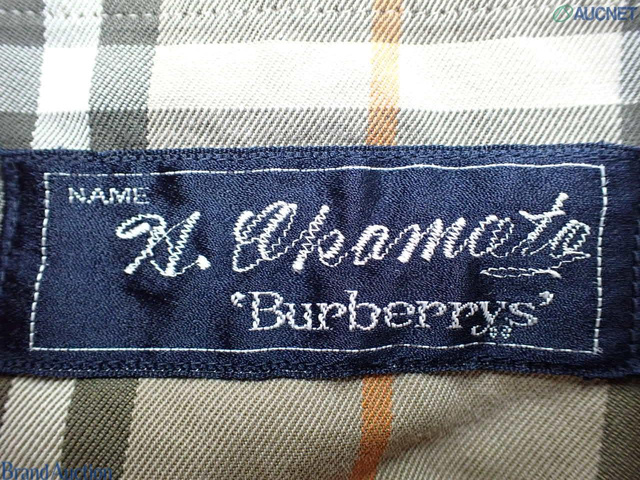 AUCNET
NAME
H. Okamoto
'Burberrys'
Brand Auction